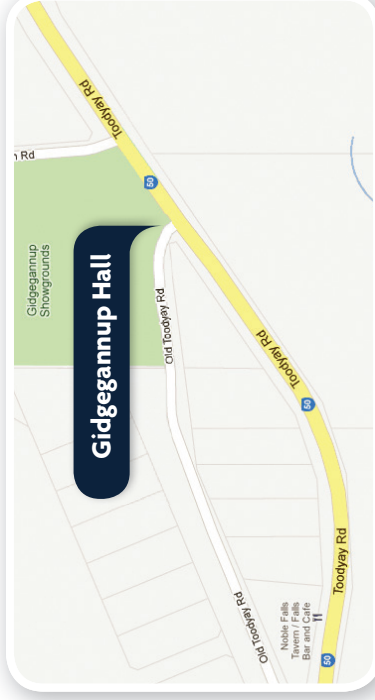 Toodyay Rd
n Rd
50
Gidgegannup
Showgrounds
Gidgegannup Hall
Old Toodyay Rd
Toodyay Rd
50
Old Toodyay Rd
Noble Falls
Tavern / Falls
Bar and Cafe
Toodyay Rd
50